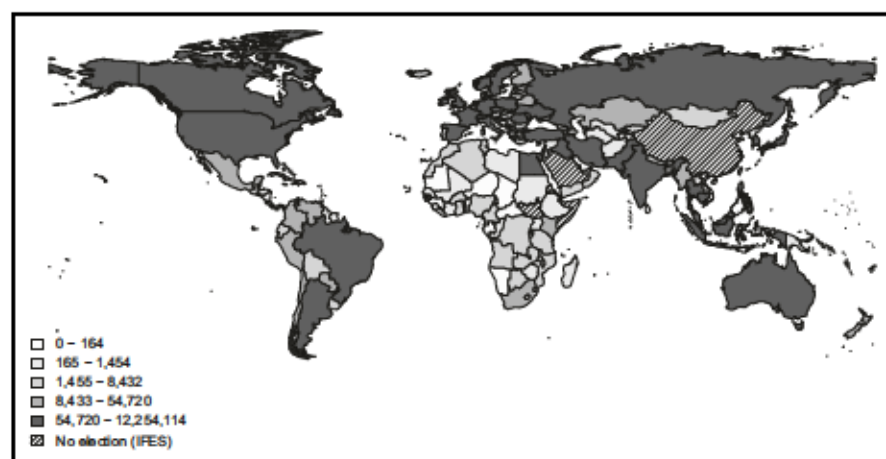 0 – 164
165 – 1,454
1,455 – 8,432
8,433 – 54,720
54,720 – 12,254,114
No election (IFES)